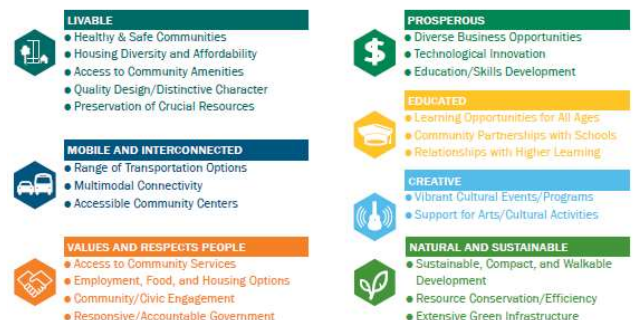 LIVABLE
• Healthy & Safe Communities
• Housing Diversity and Affordability
• Access to Community Amenities
• Quality Design/Distinctive Character
• Preservation of Crucial Resources
MOBILE AND INTERCONNECTED
• Range of Transportation Options
• Multimodal Connectivity
• Accessible Community Centers
VALUES AND RESPECTS PEOPLE
• Access to Community Services
• Employment, Food, and Housing Options
• Community/Civic Engagement
• Responsive/Accountable Government
PROSPEROUS
• Diverse Business Opportunities
• Technological Innovation
• Education/Skills Development
EDUCATED
• Learning Opportunities for All Ages
• Community Partnerships with Schools
• Relationships with Higher Learning
CREATIVE
• Vibrant Cultural Events/Programs
• Support for Arts/Cultural Activities
NATURAL AND SUSTAINABLE
• Sustainable, Compact, and Walkable
Development
• Resource Conservation/Efficiency
• Extensive Green Infrastructure